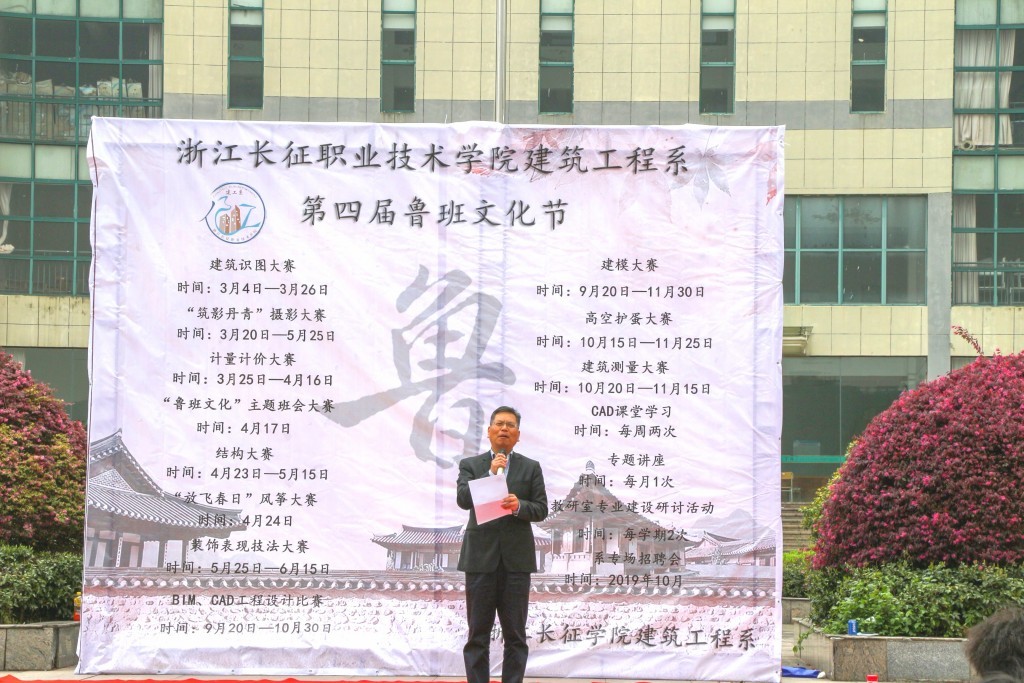 浙江长征职业技术学院建筑工程系
建工系
第四届鲁班文化节
鲁
建筑识图大赛
时间：3月4日—3月26日
“筑影丹青”摄影大赛
时间：3月20日—5月25日
计量计价大赛
时间：3月25日—4月16日
“鲁班文化”主题班会大赛
时间：4月17日
结构大赛
时间：4月23日—5月15日
“放飞春日”风筝大赛
时间：4月24日
装饰表现技法大赛
时间：5月25日—6月15日
BIM、CAD工程设计比赛
时间：9月20日—10月30日
建模大赛
时间：9月20日—11月30日
高空护蛋大赛
时间：10月15日—11月25日
建筑测量大赛
时间：10月20日—11月15日
CAD课堂学习
时间：每周两次
专题讲座
时间：每月1次
教研室专业建设研讨活动
时间：每学期2次
系专场招聘会
时间：2019年10月
江长征学院建筑工程系